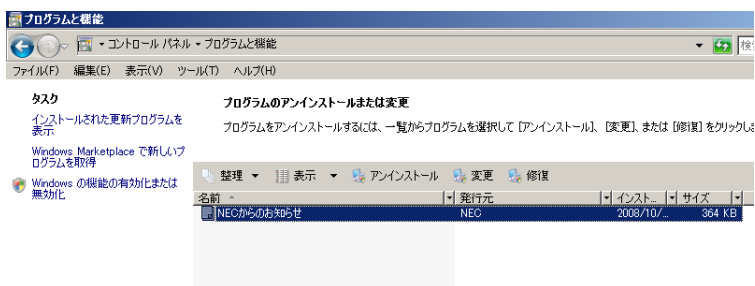 プログラムと機能
コントロール パネル プログラムと機能
ファイル(F) 編集(E) 表示(V) ツール(T) ヘルプ(H)
タスク
インストールされた更新プログラムを
表示
Windows Marketplace で新しいプ
ログラムを取得
Windows の機能の有効化または
無効化
プログラムのアンインストールまたは変更
プログラムをアンインストールするには、一覧からプログラムを選択して [アンインストール]、[変更]、または [修復] をクリックしま
整理 表示 アンインストール 変更 修復
名前 発行元 インスト... サイズ
NECからのお知らせ NEC 2008/10/... 364 KB